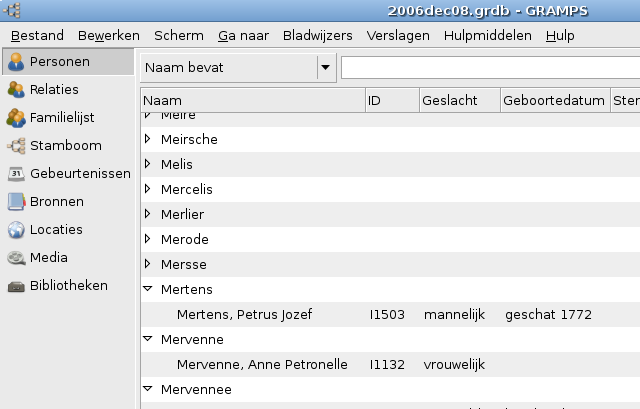 2006dec08.grdb - GRAMPS
Bestand Bewerken Scherm Ga naar Bladwijzers Verslagen Hulpmiddelen Hulp
Personen
Relaties
Familielijst
Stamboom
Gebeurtenissen
Bronnen
Locaties
Media
Bibliotheken
Naam bevat
Naam ID Geslacht Geboortedatum Ster
Meire
Meirsche
Melis
Mercelis
Merlier
Merode
Mersse
Mertens
Mertens, Petrus Jozef I1503 mannelijk geschat 1772
Mervenne
Mervenne, Anne Petronelle I1132 vrouwelijk
Mervennee